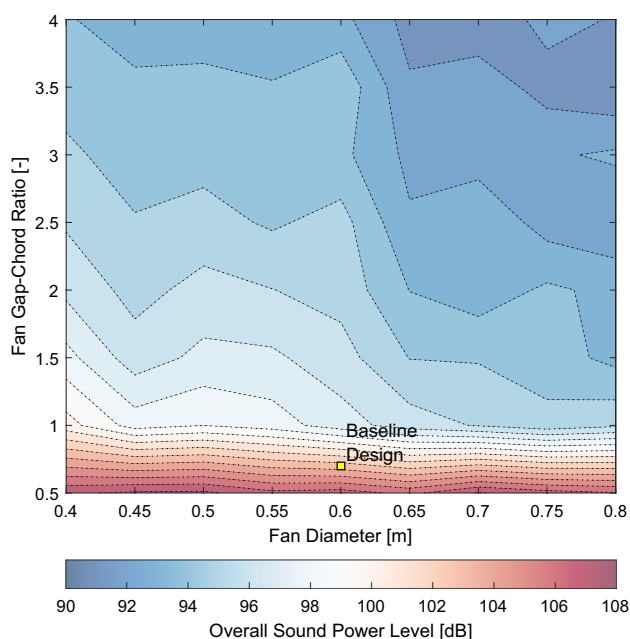 4
3.5
3
2.5
2
1.5
1
0.5
Fan Gap-Chord Ratio [-]
Baseline
Design
0.4 0.45 0.5 0.55 0.6 0.65 0.7 0.75 0.8
Fan Diameter [m]
90 92 94 96 98 100 102 104 106 108
Overall Sound Power Level [dB]